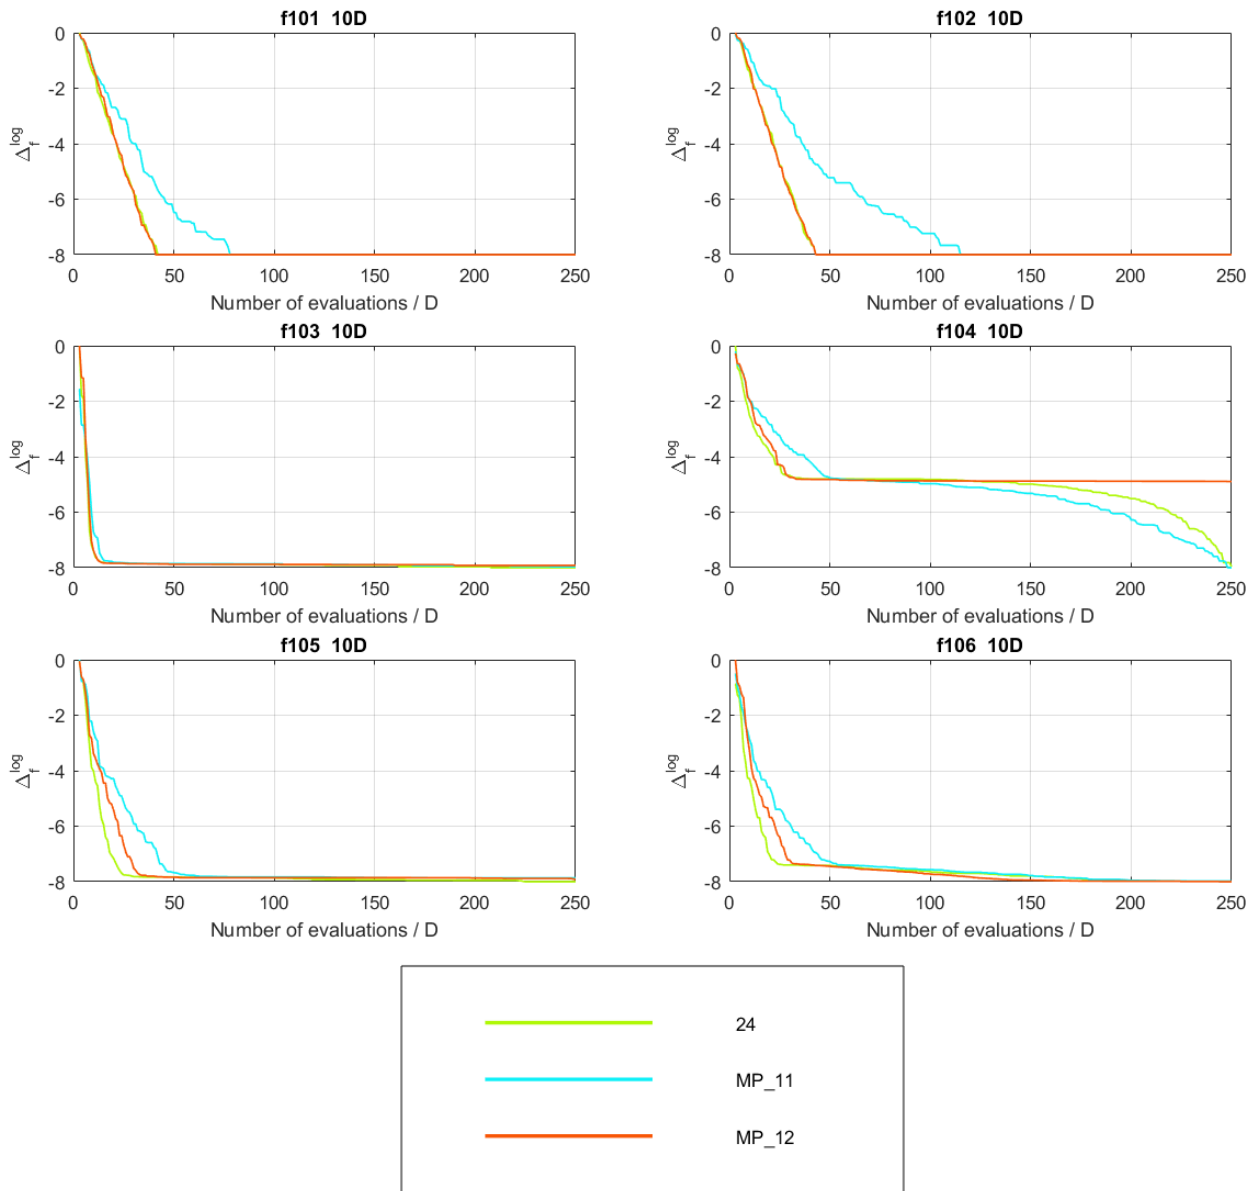 f101 10D
f102 10D
0
-2
-4
-6
-8
Δf log
0 50 100 150 200 250
Number of evaluations / D
0
-2
-4
-6
-8
Δf log
0 50 100 150 200 250
Number of evaluations / D
f103 10D
f104 10D
0
-2
-4
-6
-8
Δf log
0 50 100 150 200 250
Number of evaluations / D
0
-2
-4
-6
-8
Δf log
0 50 100 150 200 250
Number of evaluations / D
f105 10D
f106 10D
0
-2
-4
-6
-8
Δf log
0 50 100 150 200 250
Number of evaluations / D
0
-2
-4
-6
-8
Δf log
0 50 100 150 200 250
Number of evaluations / D
24
MP_11
MP_12